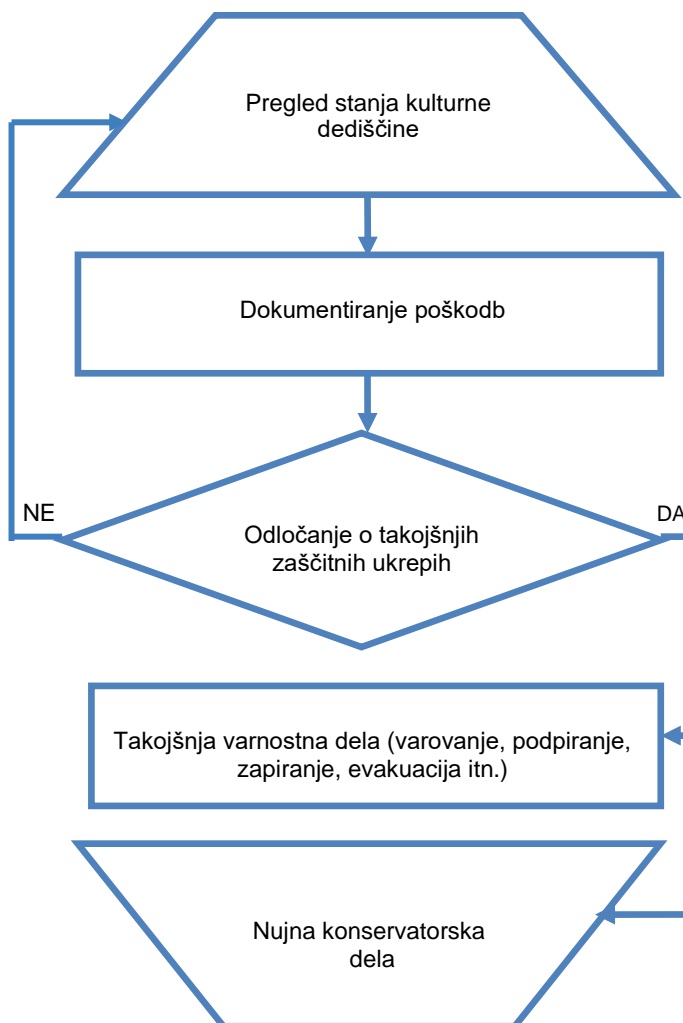 Pregled stanja kulturne
dediščine
Dokumentiranje poškodb
NE
DA
Odločanje o takojšnjih
zaščitnih ukrepih
Takojšnja varnostna dela (varovanje, podpiranje,
zapiranje, evakuacija itn.)
Nujna konservatorska
dela